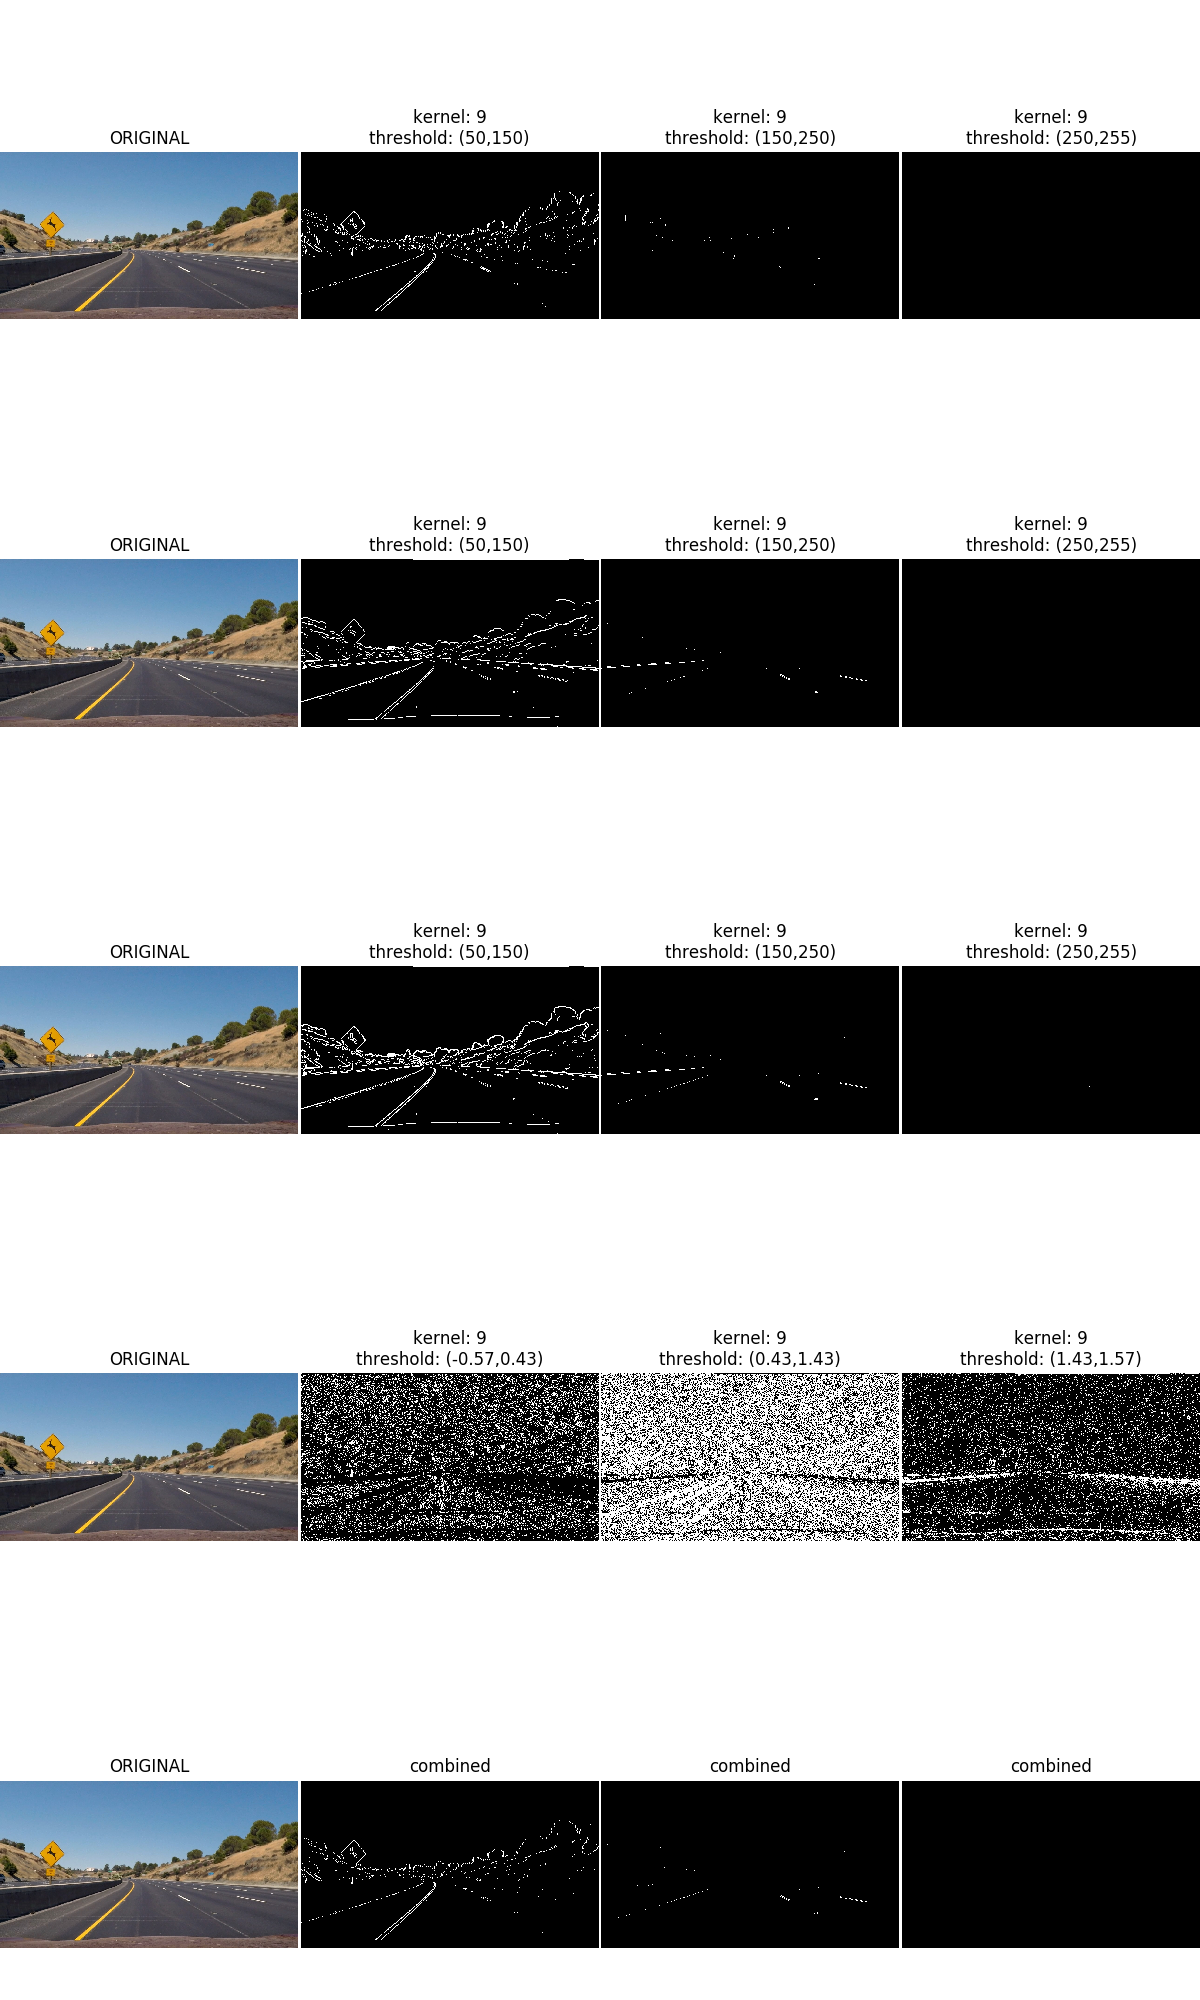 kernel: 9
kernel: 9
kernel: 9
ORIGINAL
threshold: (50,150)
threshold: (150,250)
threshold: (250,255)
kernel: 9
kernel: 9
kernel: 9
ORIGINAL
threshold: (50,150)
threshold: (150,250)
threshold: (250,255)
kernel: 9
kernel: 9
kernel: 9
ORIGINAL
threshold: (50,150)
threshold: (150,250)
threshold: (250,255)
kernel: 9
kernel: 9
kernel: 9
ORIGINAL
threshold: (-0.57,0.43)
threshold: (0.43,1.43)
threshold: (1.43,1.57)
ORIGINAL
combined
combined
combined